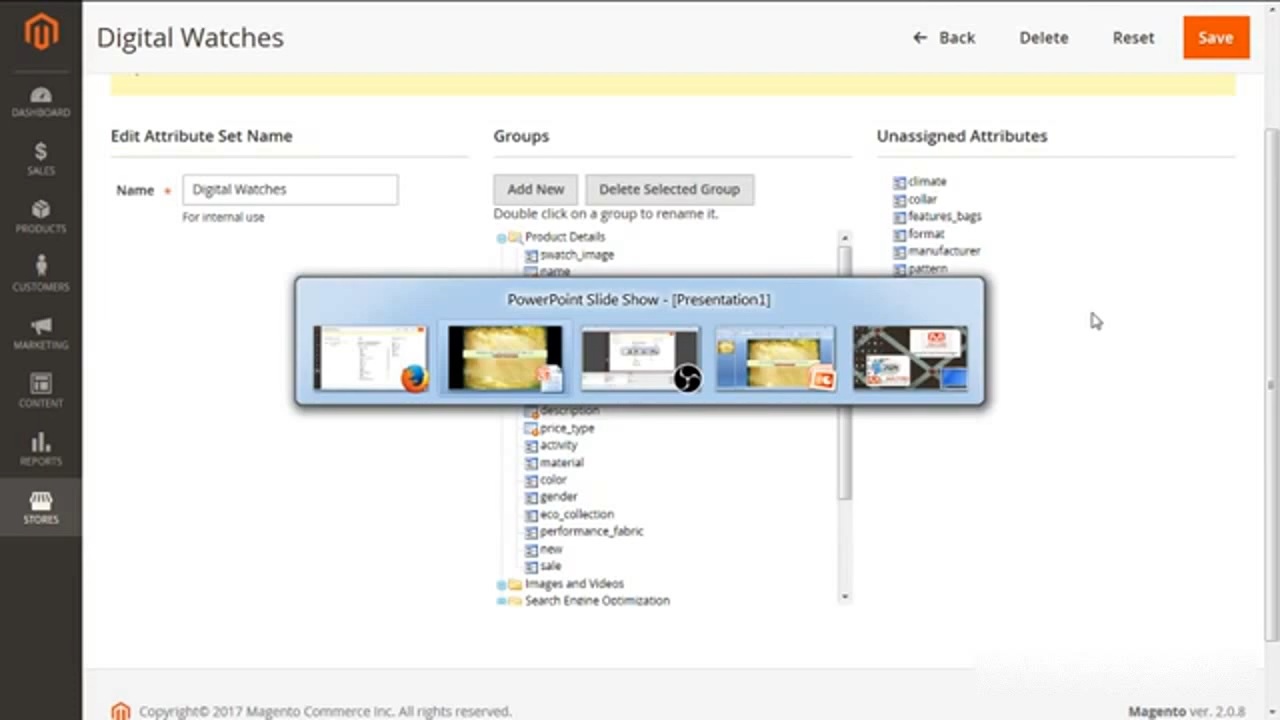 Digital Watches
Back
Delete
Reset
Save
DASHBOARD
SALES
PRODUCTS
CUSTOMERS
MARKETING
CONTENT
REPORTS
STORES
Edit Attribute Set Name
Name *
Digital Watches
For internal use
Groups
Add New
Delete Selected Group
Double click on a group to rename it.
Product Details
swatch_image
name
PowerPoint Slide Show - [Presentation1]
description
price_type
activity
material
color
gender
eco_collection
performance_fabric
new
sale
Images and Videos
Search Engine Optimization
Unassigned Attributes
climate
collar
features_bags
format
manufacturer
pattern
Copyright© 2017 Magento Commerce Inc. All rights reserved.
Magento ver. 2.0.8